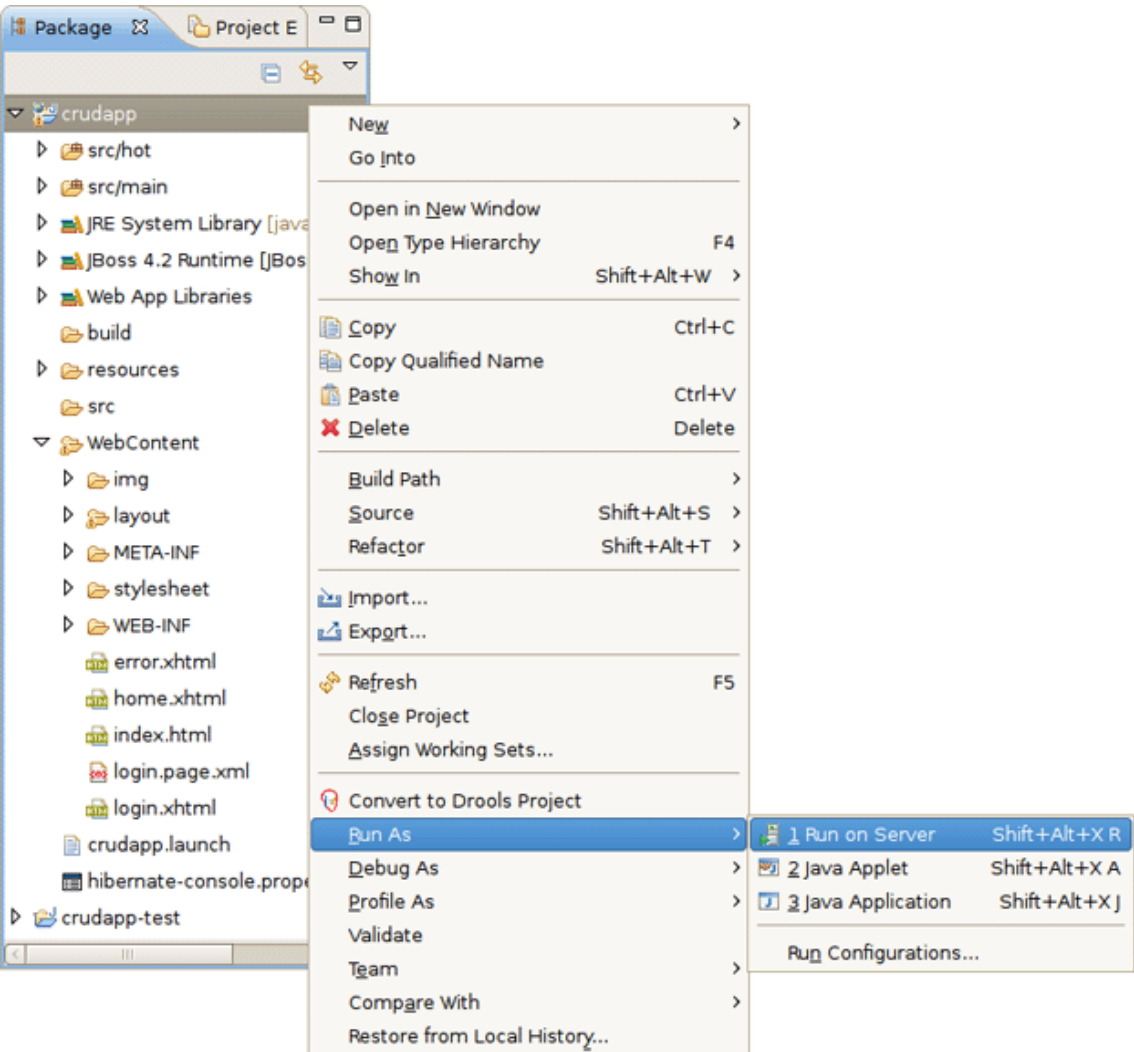 Package Project E
crudapp
src/hot
src/main
JRE System Library [java
JBoss 4.2 Runtime [JBos
Web App Libraries
build
resources
src
WebContent
img
layout
META-INF
stylesheet
WEB-INF
error.xhtml
home.xhtml
index.html
login.page.xml
login.xhtml
crudapp.launch
hibernate-console.prope
crudapp-test
New
Go Into
Open in New Window
Open Type Hierarchy F4
Show In Shift+Alt+W
Copy Ctrl+C
Copy Qualified Name
Paste Ctrl+V
Delete Delete
Build Path
Source Shift+Alt+S
Refactor Shift+Alt+T
Import...
Export...
Refresh F5
Close Project
Assign Working Sets...
Convert to Drools Project
Run As
Debug As
Profile As
Validate
Team
Compare With
Restore from Local History...
1 Run on Server Shift+Alt+X R
2 Java Applet Shift+Alt+X A
3 Java Application Shift+Alt+X J
Run Configurations...